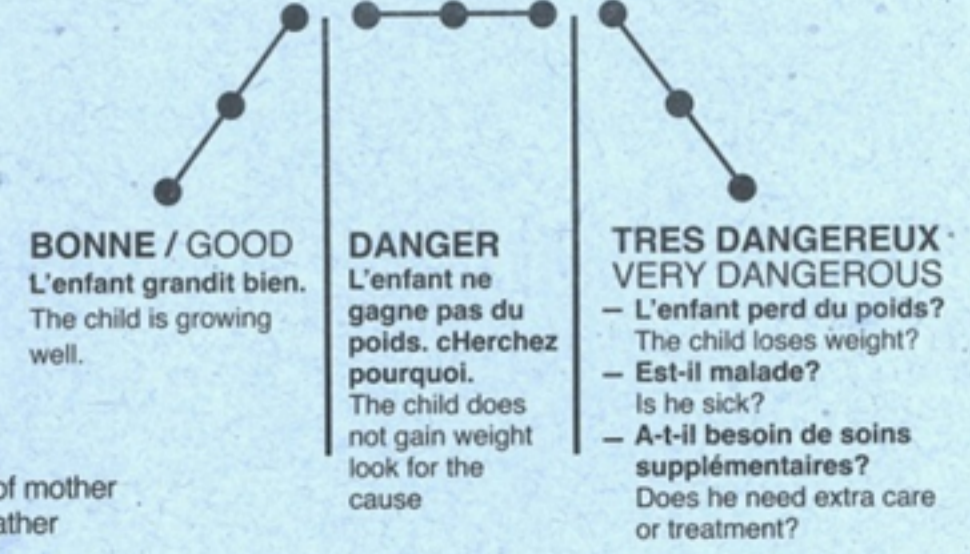 BONNE / GOOD
L'enfant grandit bien.
The child is growing
well.
DANGER
L'enfant ne
gagne pas du
poids. cHerchez
pourquoi.
The child does
not gain weight
look for the
cause
TRES DANGEREUX
VERY DANGEROUS
– L'enfant perd du poids?
The child loses weight?
– Est-il malade?
Is he sick?
– A-t-il besoin de soins
supplémentaires?
Does he need extra care
or treatment?
of mother
ather